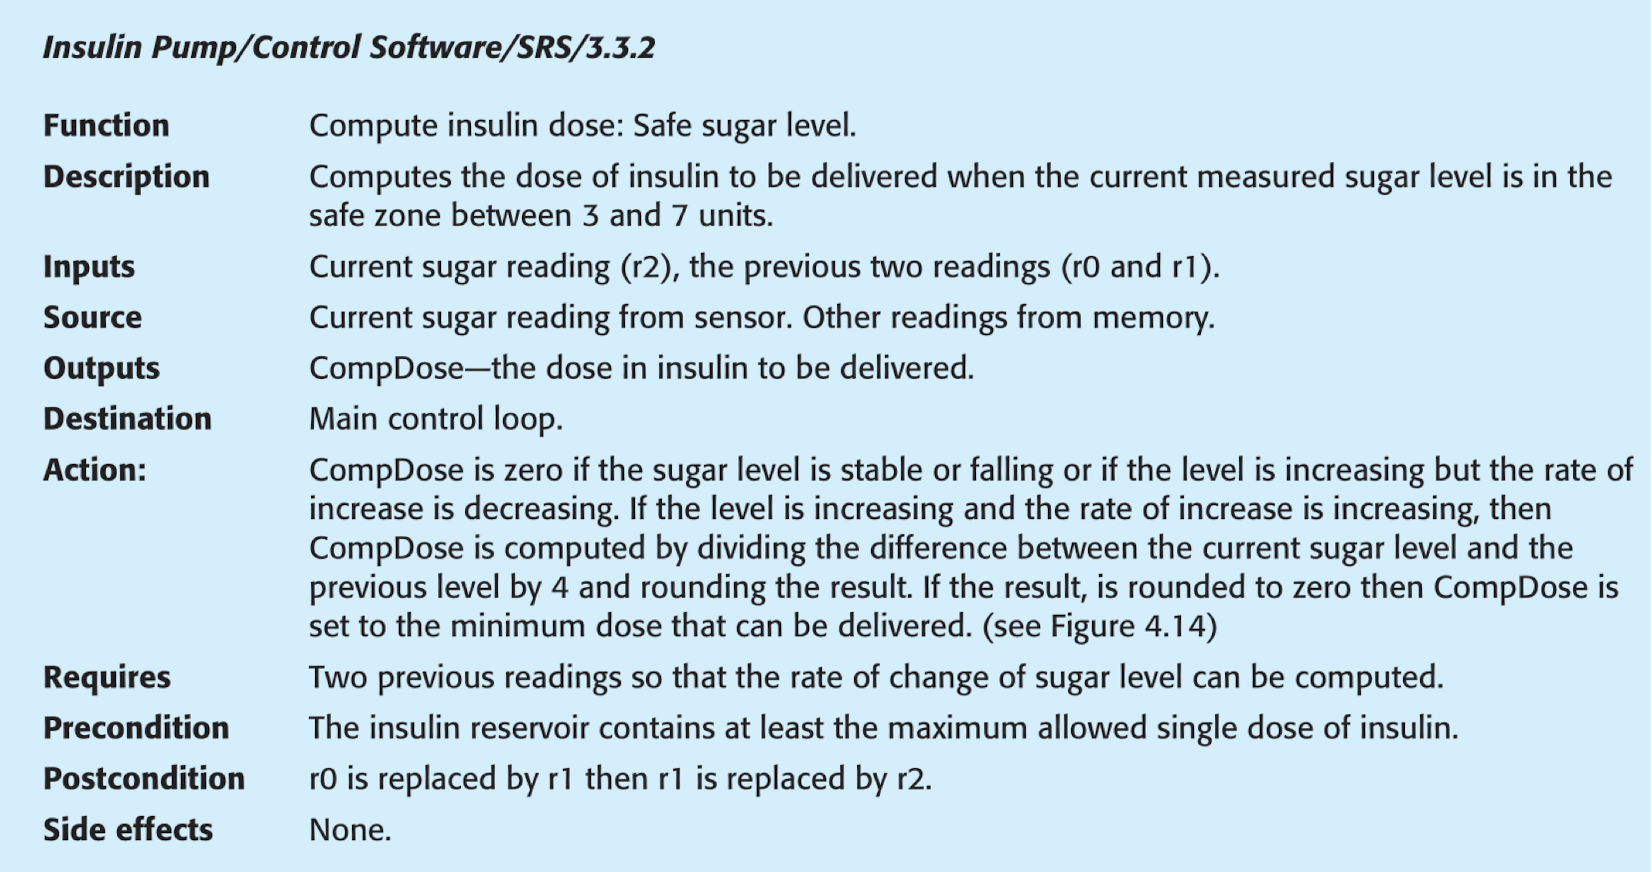 Insulin Pump/Control Software/SRS/3.3.2
Function Compute insulin dose: Safe sugar level.
Description Computes the dose of insulin to be delivered when the current measured sugar level is in the
safe zone between 3 and 7 units.
Inputs Current sugar reading (r2), the previous two readings (r0 and r1).
Source Current sugar reading from sensor. Other readings from memory.
Outputs CompDose—the dose in insulin to be delivered.
Destination Main control loop.
Action: CompDose is zero if the sugar level is stable or falling or if the level is increasing but the rate of
increase is decreasing. If the level is increasing and the rate of increase is increasing, then
CompDose is computed by dividing the difference between the current sugar level and the
previous level by 4 and rounding the result. If the result, is rounded to zero then CompDose is
set to the minimum dose that can be delivered. (see Figure 4.14)
Requires Two previous readings so that the rate of change of sugar level can be computed.
Precondition The insulin reservoir contains at least the maximum allowed single dose of insulin.
Postcondition r0 is replaced by r1 then r1 is replaced by r2.
Side effects None.